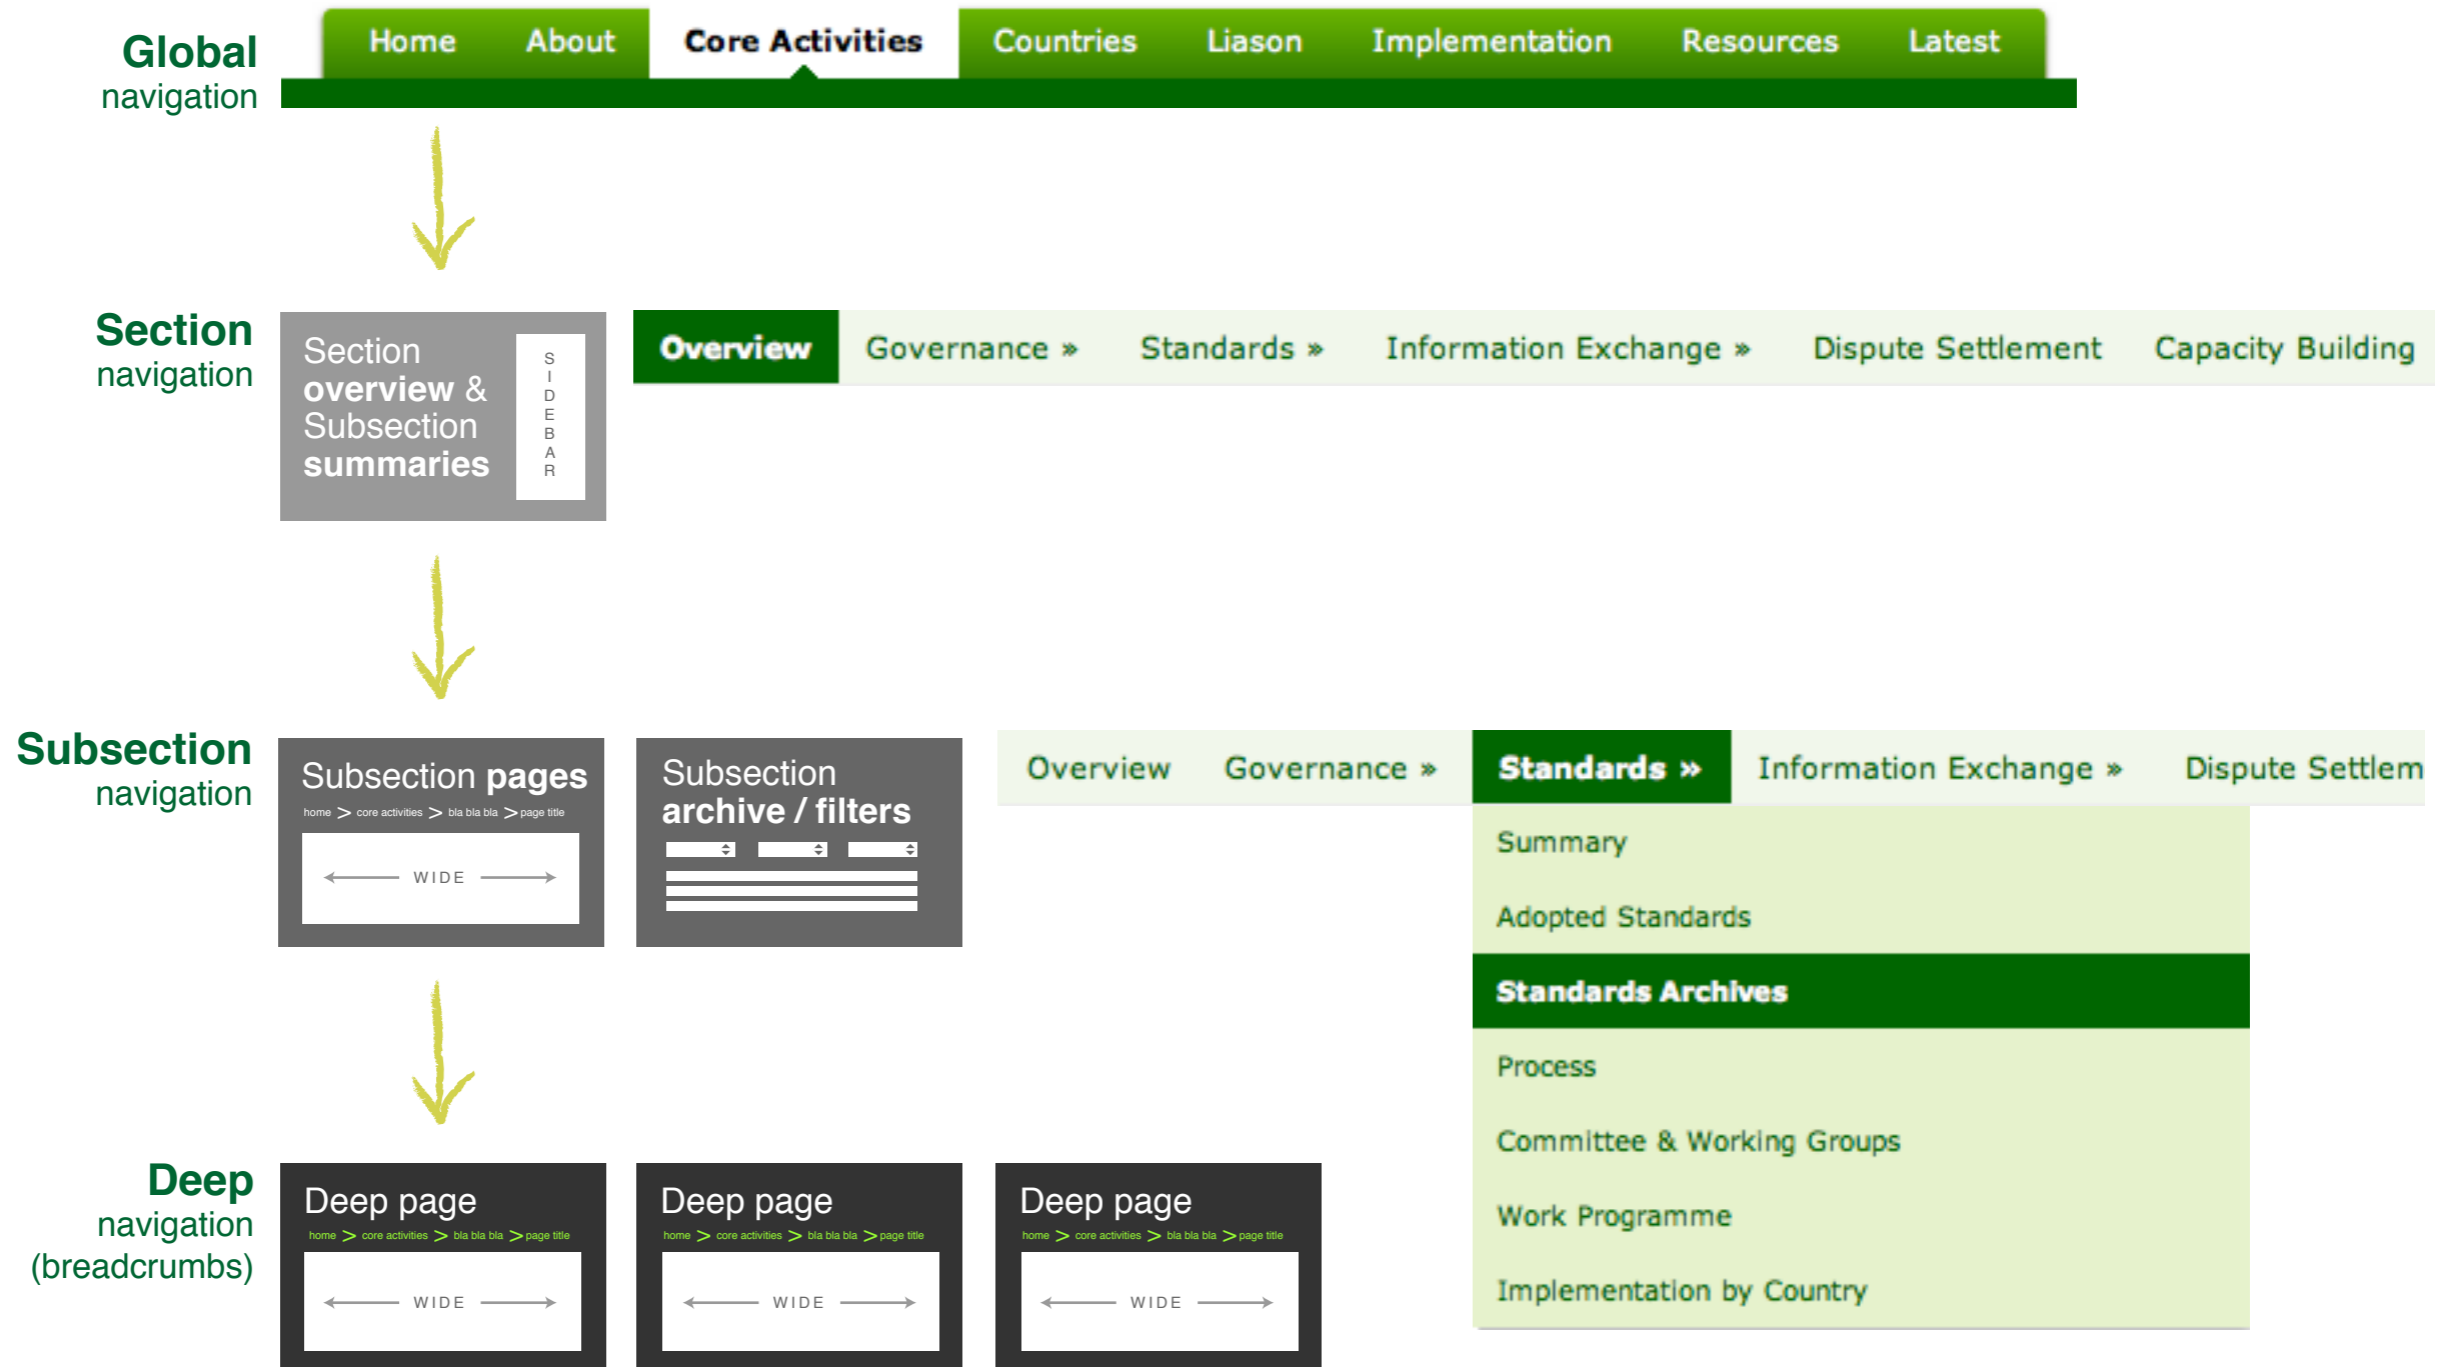 Global
navigation
Home About Core Activities Countries Liason Implementation Resources Latest
Section
navigation
Section
overview &
Subsection
summaries
SIDEBAR
Overview Governance » Standards » Information Exchange » Dispute Settlement Capacity Building
Subsection
navigation
Subsection pages
home > core activities > bla bla bla > page title
WIDE
Subsection
archive / filters
Overview Governance » Standards » Information Exchange » Dispute Settlem
Summary
Adopted Standards
Standards Archives
Process
Committee & Working Groups
Work Programme
Implementation by Country
Deep
navigation
(breadcrumbs)
Deep page
home > core activities > bla bla bla > page title
WIDE
Deep page
home > core activities > bla bla bla > page title
WIDE
Deep page
home > core activities > bla bla bla > page title
WIDE